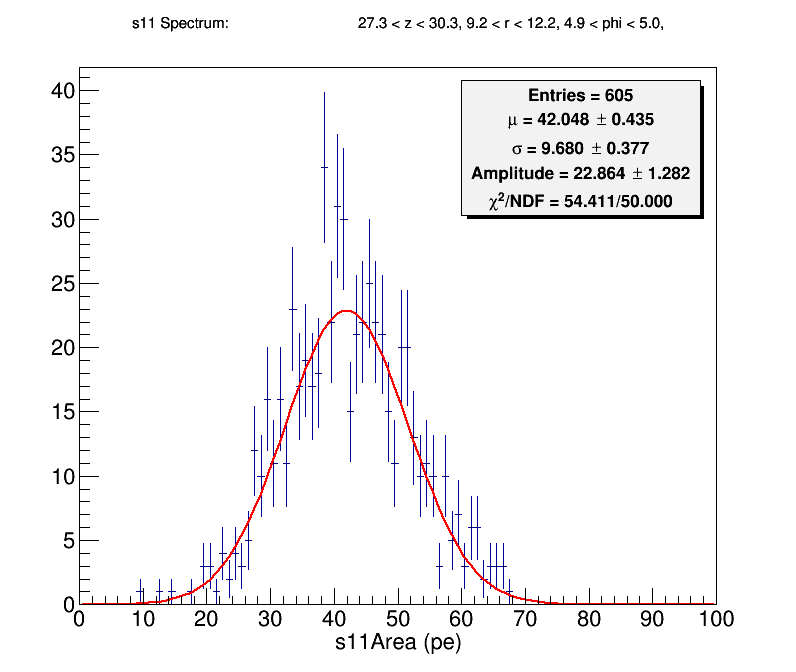 s11 Spectrum: 27.3 < z < 30.3, 9.2 < r < 12.2, 4.9 < phi < 5.0,
Entries = 605
μ = 42.048 ± 0.435
σ = 9.680 ± 0.377
Amplitude = 22.864 ± 1.282
χ²/NDF = 54.411/50.000
40
35
30
25
20
15
10
5
0
0 10 20 30 40 50 60 70 80 90 100
s11Area (pe)